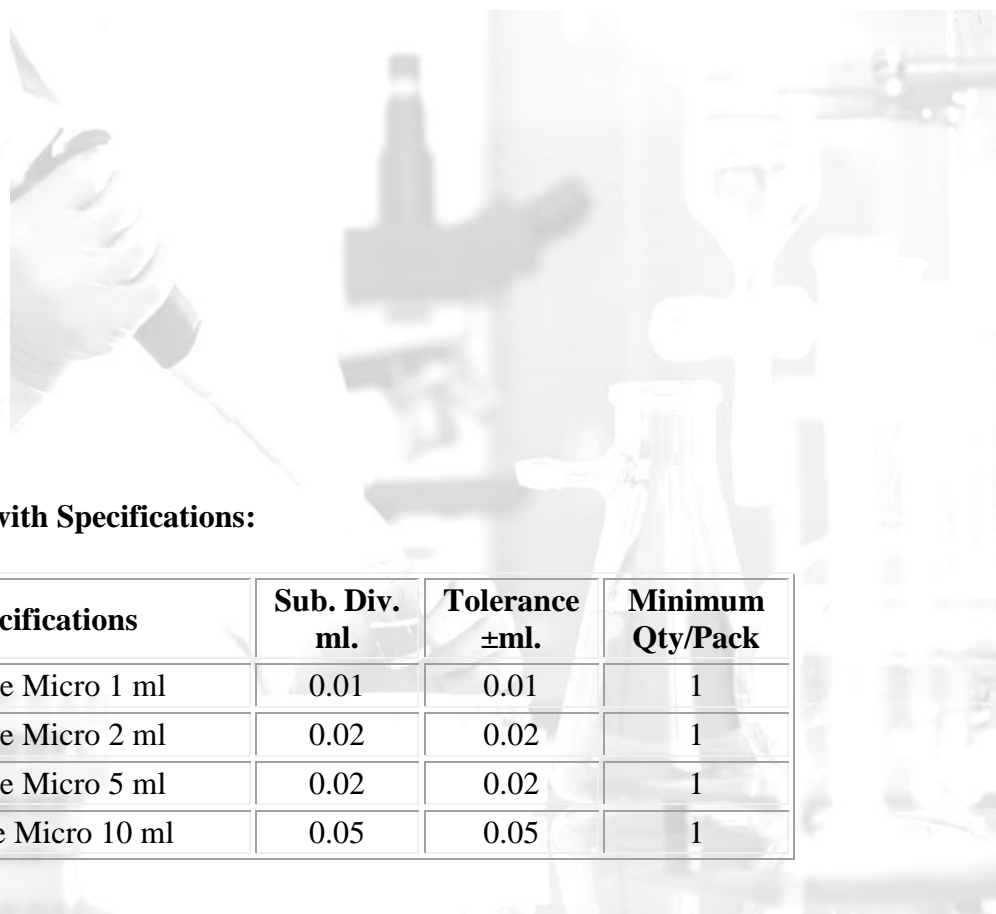 with Specifications:
cifications Sub. Div. ml. Tolerance ±ml. Minimum Qty/Pack
e Micro 1 ml 0.01 0.01 1
e Micro 2 ml 0.02 0.02 1
e Micro 5 ml 0.02 0.02 1
e Micro 10 ml 0.05 0.05 1